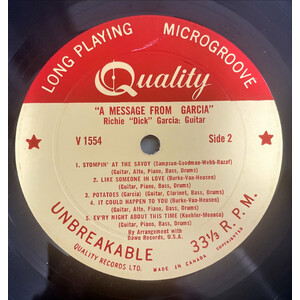 LONG PLAYING MICROGROOVE
Quality
"A MESSAGE FROM GARCIA"
Richie "Dick" Garcia: Guitar
V 1554
Side 2
1. STOMPIN' AT THE SAVOY (Sampson-Goodman-Webb-Razaf)
(Guitar, Alto, Piano, Bass, Drums)
2. LIKE SOMEONE IN LOVE (Burke-Van-Heusen)
(Guitar, Piano, Bass, Drums)
3. POTATOES (Garcia) (Guitar, Clarinet, Bass, Drums)
4. IT COULD HAPPEN TO YOU (Burke-Van-Heusen)
(Guitar, Alto, Piano, Bass, Drums)
5. EV'RY NIGHT ABOUT THIS TIME (Koehler-Monaco)
(Guitar, Piano, Bass, Drums)
By Arrangement with
Dawn Records, U.S.A.
UNBREAKABLE
33⅓ R.P.M.
QUALITY RECORDS LTD.
MADE IN CANADA
COPYRIGHTED